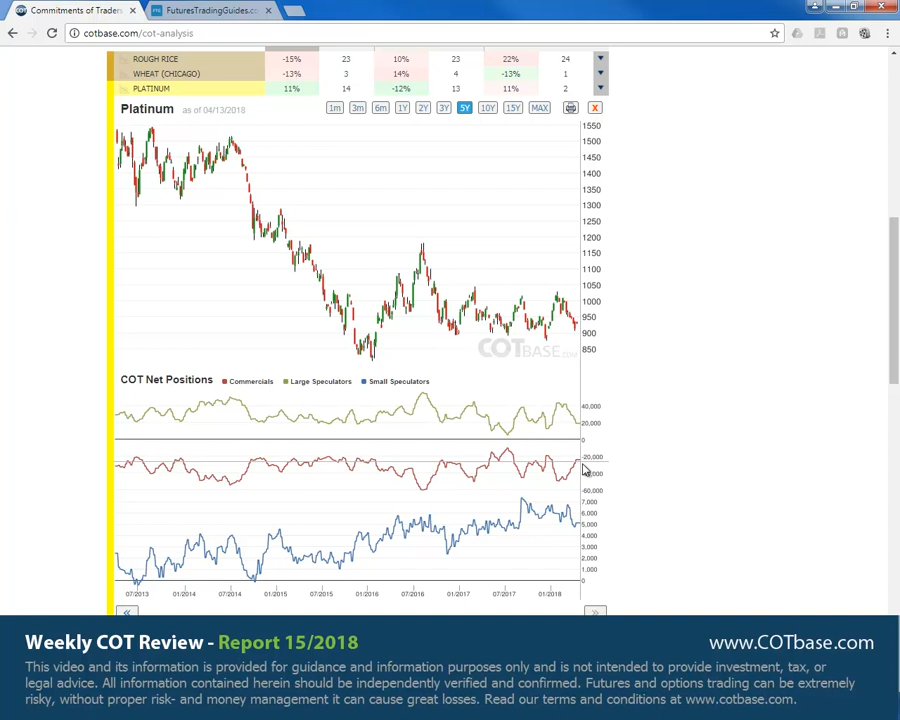 Commitments of Traders
FuturesTradingGuides.co
cotbase.com/cot-analysis
ROUGH RICE -15% 23 10% 23 22% 24
WHEAT (CHICAGO) -13% 3 14% 4 -13% 1
PLATINUM 11% 14 -12% 13 11% 2
Platinum as of 04/13/2018 1m 3m 6m 1Y 2Y 3Y 5Y 10Y 15Y MAX X
1550
1500
1450
1400
1350
1300
1250
1200
1150
1100
1050
1000
950
900
850
COTBASE.com
COT Net Positions Commercials Large Speculators Small Speculators
40,000
20,000
0
-20,000
-60,000
7,000
6,000
5,000
4,000
3,000
2,000
1,000
0
07/2013 01/2014 07/2014 01/2015 07/2015 01/2016 07/2016 01/2017 07/2017 01/2018
« »
Weekly COT Review - Report 15/2018 www.COTbase.com
This video and its information is provided for guidance and information purposes only and is not intended to provide investment, tax, or
legal advice. All information contained herein should be independently verified and confirmed. Futures and options trading can be extremely
risky, without proper risk- and money management it can cause great losses. Read our terms and conditions at www.cotbase.com.